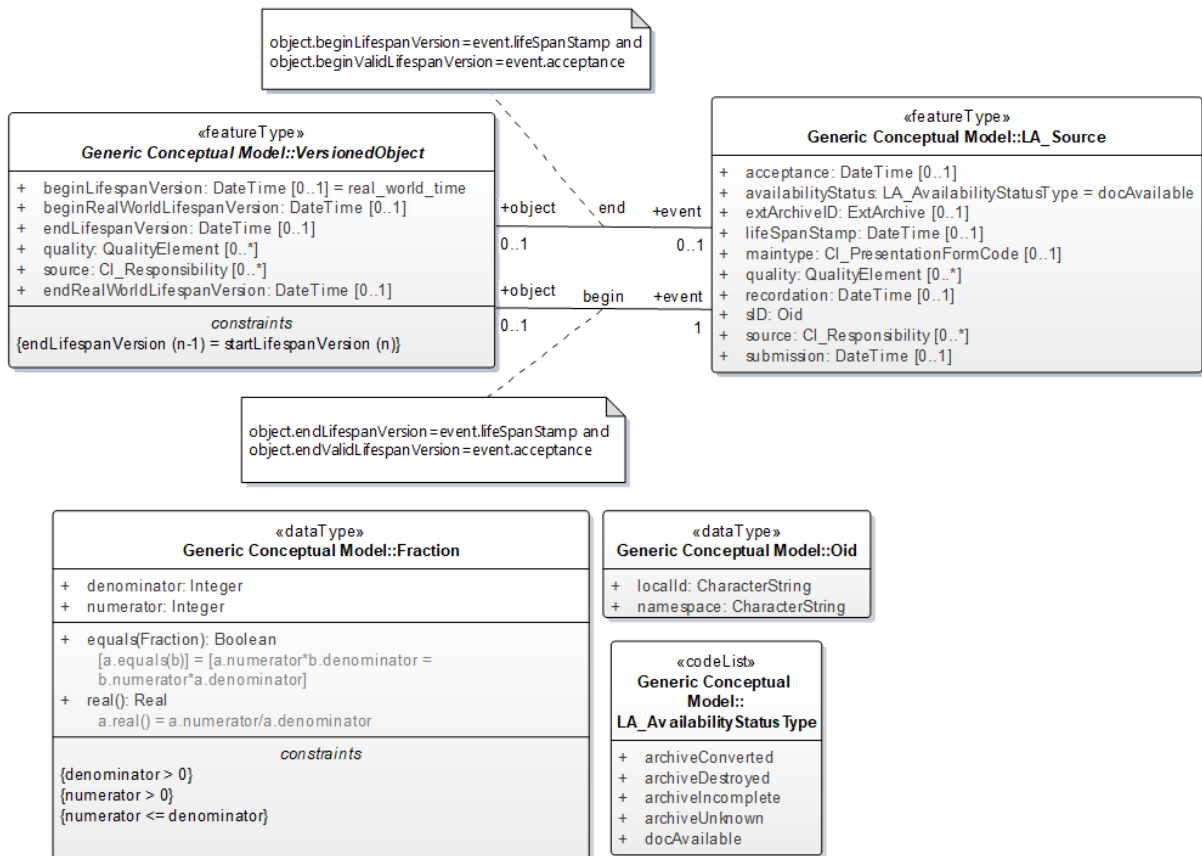 object.beginLifespanVersion=event.lifeSpanStamp and
object.beginValidLifespanVersion=event.acceptance
«featureType»
Generic Conceptual Model::VersionedObject
+ beginLifespanVersion: DateTime [0..1] = real_world_time
+ beginRealWorldLifespanVersion: DateTime [0..1]
+ endLifespanVersion: DateTime [0..1]
+ quality: QualityElement [0..*]
+ source: CI_Responsibility [0..*]
+ endRealWorldLifespanVersion: DateTime [0..1]
constraints
{endLifespanVersion (n-1) = startLifespanVersion (n)}
+object end +event
0..1 0..1
+object begin +event
0..1 1
«featureType»
Generic Conceptual Model::LA_Source
+ acceptance: DateTime [0..1]
+ availabilityStatus: LA_AvailabilityStatusType = docAvailable
+ extArchiveID: ExtArchive [0..1]
+ lifeSpanStamp: DateTime [0..1]
+ maintype: CI_PresentationFormCode [0..1]
+ quality: QualityElement [0..*]
+ recordation: DateTime [0..1]
+ sID: Oid
+ source: CI_Responsibility [0..*]
+ submission: DateTime [0..1]
object.endLifespanVersion=event.lifeSpanStamp and
object.endValidLifespanVersion=event.acceptance
«dataType»
Generic Conceptual Model::Fraction
+ denominator: Integer
+ numerator: Integer
+ equals(Fraction): Boolean
[a.equals(b)] = [a.numerator*b.denominator =
b.numerator*a.denominator]
+ real(): Real
a.real() = a.numerator/a.denominator
constraints
{denominator > 0}
{numerator > 0}
{numerator <= denominator}
«dataType»
Generic Conceptual Model::Oid
+ localId: CharacterString
+ namespace: CharacterString
«codeList»
Generic Conceptual
Model::
LA_AvailabilityStatusType
+ archiveConverted
+ archiveDestroyed
+ archiveIncomplete
+ archiveUnknown
+ docAvailable